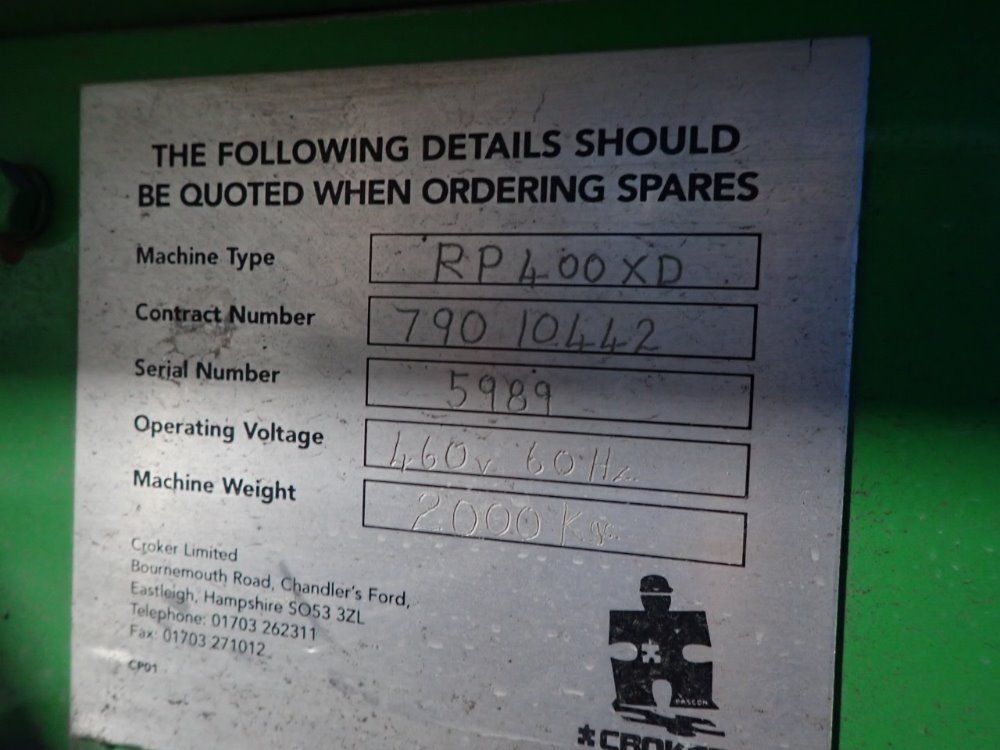 THE FOLLOWING DETAILS SHOULD
BE QUOTED WHEN ORDERING SPARES
Machine Type RP400XD
Contract Number 790 10442
Serial Number 5989
Operating Voltage 460v 60Hz
Machine Weight 2000 Kg
Croker Limited
Bournemouth Road, Chandler's Ford,
Eastleigh, Hampshire SO53 3ZL
Telephone: 01703 262311
Fax: 01703 271012
CP01
PASCON